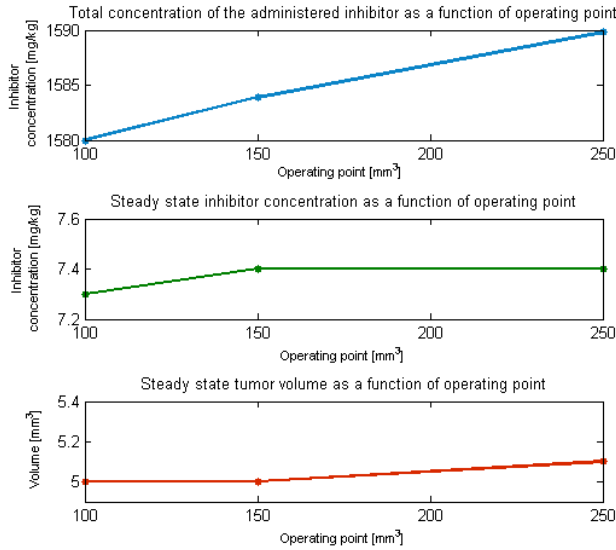 Total concentration of the administered inhibitor as a function of operating point
Inhibitor
concentration [mg/kg]
1590
1585
1580
100
150
200
250
Operating point [mm³]
Steady state inhibitor concentration as a function of operating point
Inhibitor
concentration [mg/kg]
7.6
7.4
7.2
100
150
200
250
Operating point [mm³]
Steady state tumor volume as a function of operating point
Volume [mm³]
5.4
5.2
5
100
150
200
250
Operating point [mm³]